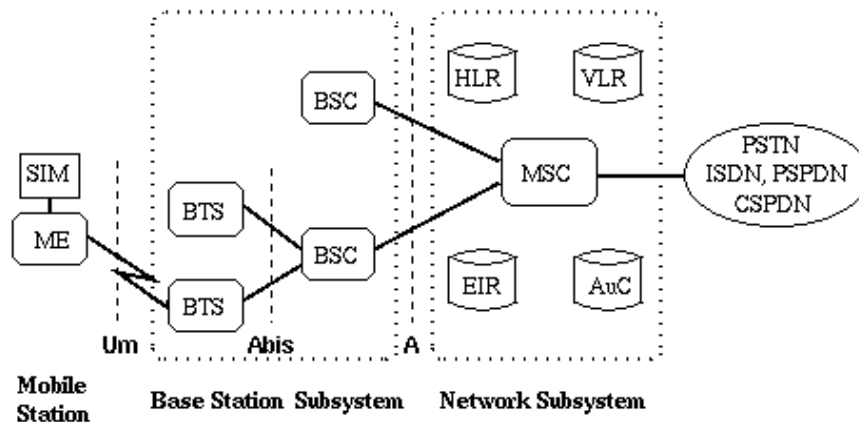 HLR
VLR
BSC
PSTN
ISDN, PSPDN
CSPDN
MSC
SIM
BTS
ME
BSC
EIR
AuC
BTS
Um
Abis
A
Mobile
Station
Base Station Subsystem
Network Subsystem